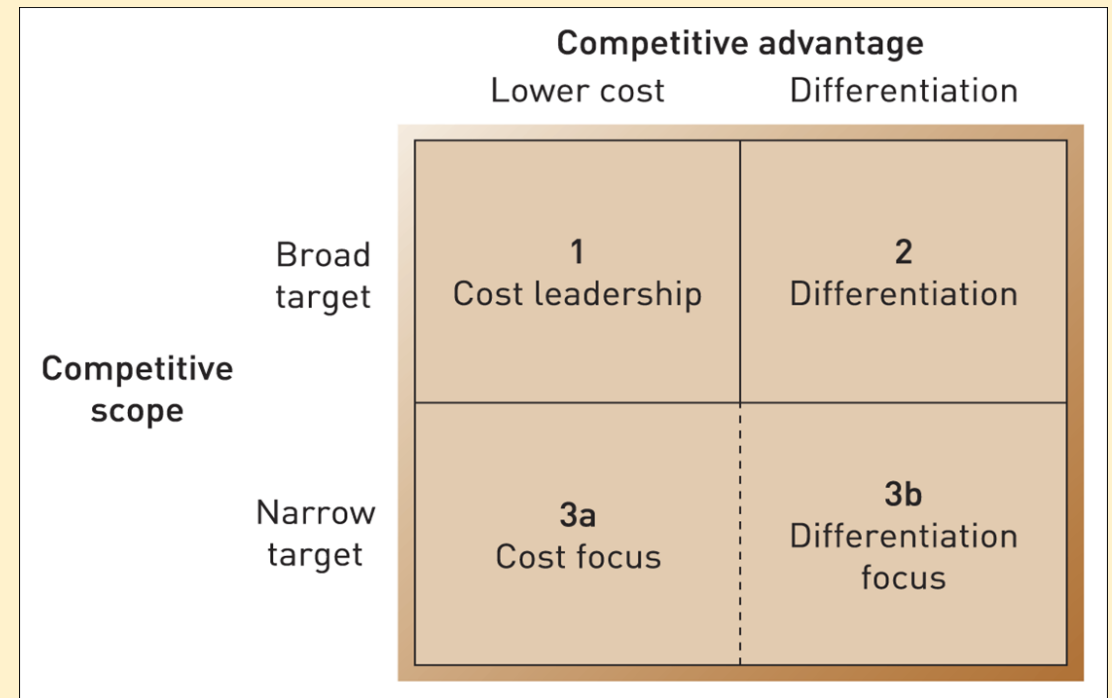 Competitive advantage
Lower cost
Differentiation
Broad
target
1
Cost leadership
2
Differentiation
Competitive
scope
Narrow
target
3a
Cost focus
3b
Differentiation
focus